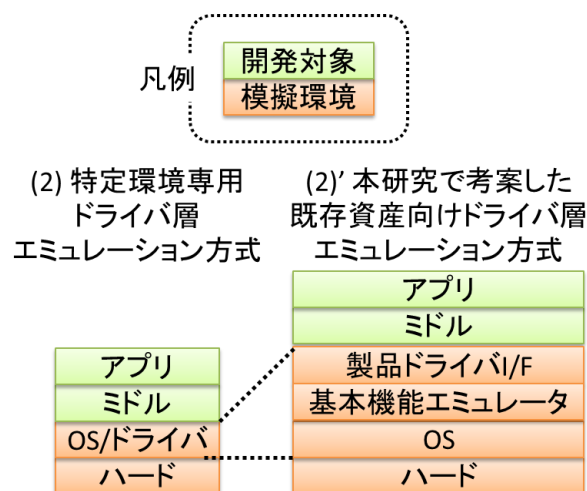 凡例
開発対象
模擬環境
(2) 特定環境専用
ドライバ層
エミュレーション方式
アプリ
ミドル
OS/ドライバ
ハード
(2)' 本研究で考案した
既存資産向けドライバ層
エミュレーション方式
アプリ
ミドル
製品ドライバI/F
基本機能エミュレータ
OS
ハード